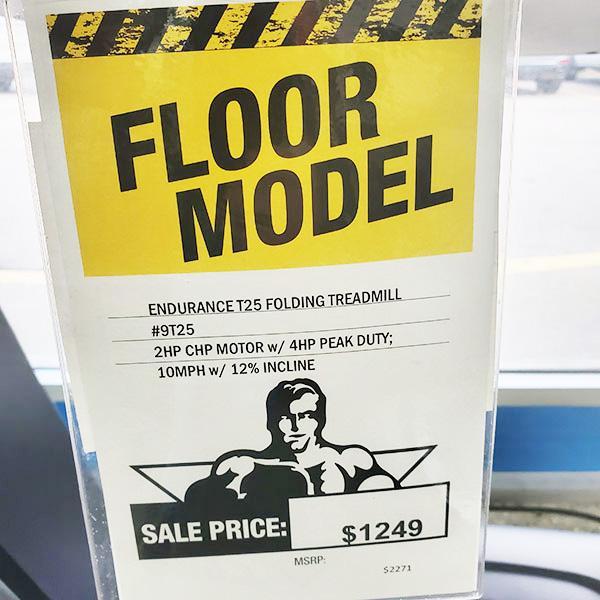 FLOOR
MODEL
ENDURANCE T25 FOLDING TREADMILL
#9T25
2HP CHP MOTOR w/ 4HP PEAK DUTY;
10MPH w/ 12% INCLINE
SALE PRICE: $1249
MSRP: $2271